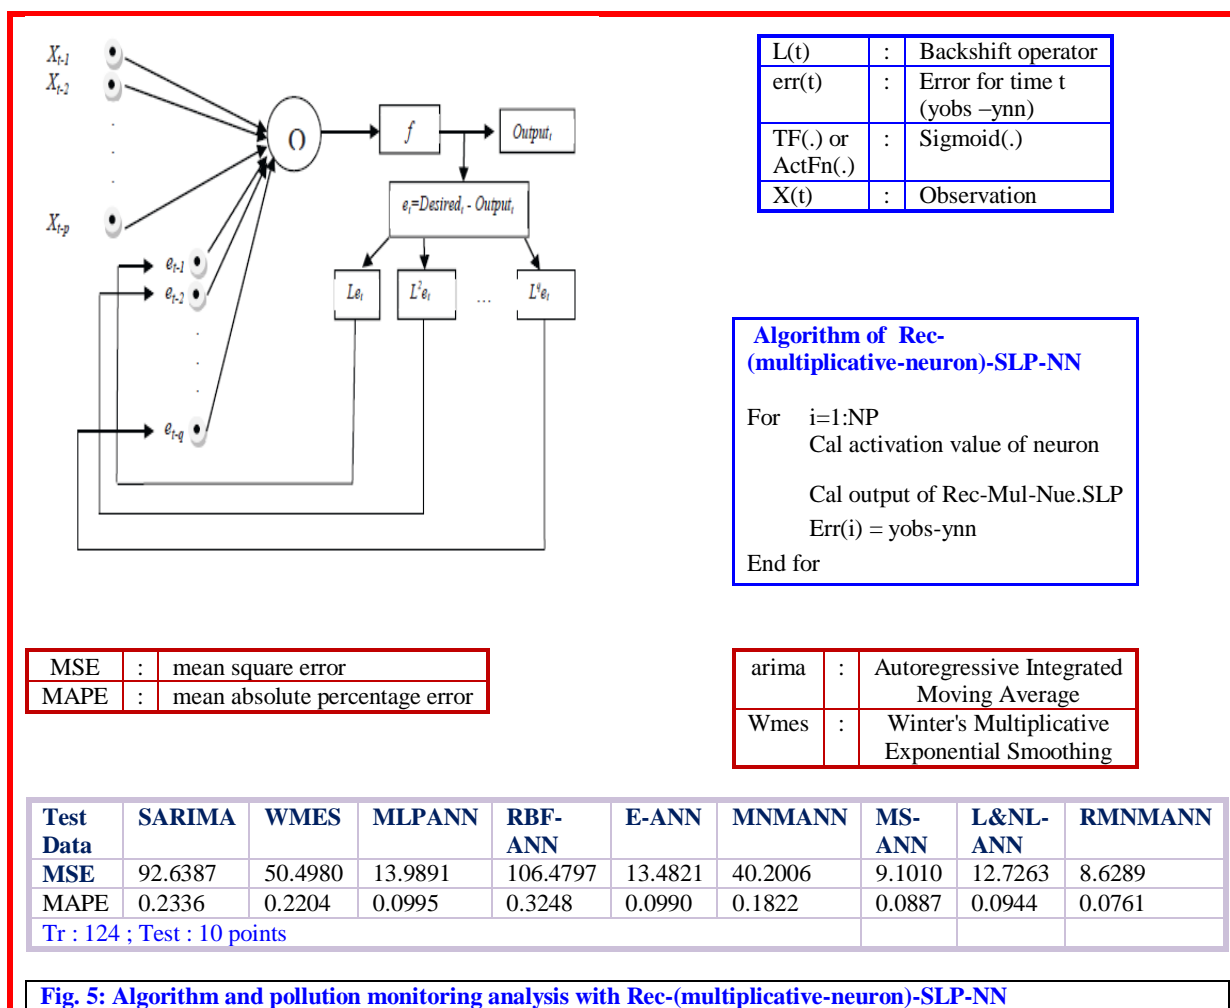 X_{t-1}
X_{t-2}
.
.
.
X_{t-p}
e_{t-1}
e_{t-2}
.
.
.
e_{t-q}
Ω
f
Output_t
e_t=Desired_t - Output_t
Le_t
L^2e_t
...
L^qe_t
L(t) : Backshift operator
err(t) : Error for time t
(yobs –ynn)
TF(.) or : Sigmoid(.)
ActFn(.)
X(t) : Observation
Algorithm of Rec-
(multiplicative-neuron)-SLP-NN
For i=1:NP
Cal activation value of neuron
Cal output of Rec-Mul-Nue.SLP
Err(i) = yobs-ynn
End for
MSE : mean square error
MAPE : mean absolute percentage error
arima : Autoregressive Integrated
Moving Average
Wmes : Winter's Multiplicative
Exponential Smoothing
Test Data SARIMA WMES MLPANN RBF-ANN E-ANN MNMANN MS-ANN L&NL-ANN RMNMANN
MSE 92.6387 50.4980 13.9891 106.4797 13.4821 40.2006 9.1010 12.7263 8.6289
MAPE 0.2336 0.2204 0.0995 0.3248 0.0990 0.1822 0.0887 0.0944 0.0761
Tr : 124 ; Test : 10 points
Fig. 5: Algorithm and pollution monitoring analysis with Rec-(multiplicative-neuron)-SLP-NN